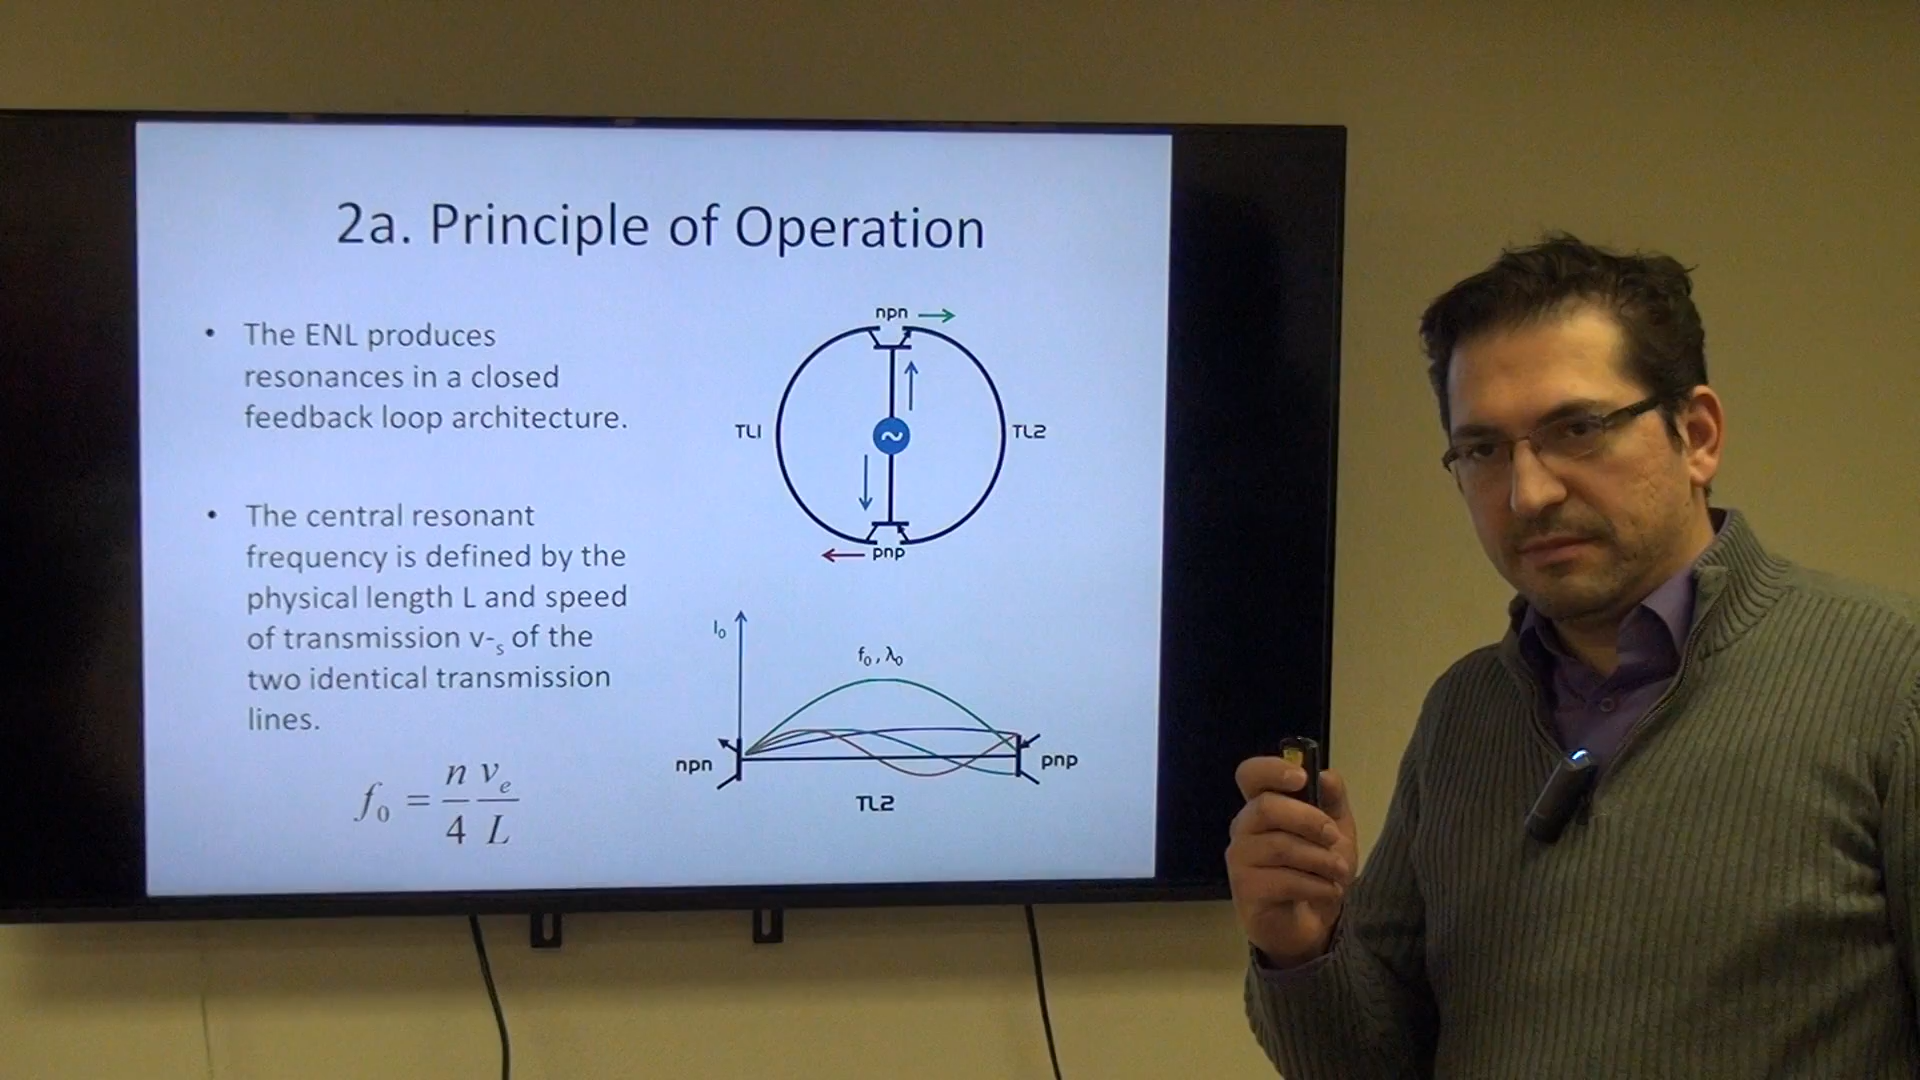 2a. Principle of Operation
• The ENL produces
resonances in a closed
feedback loop architecture.
• The central resonant
frequency is defined by the
physical length L and speed
of transmission v-s of the
two identical transmission
lines.
f0 = n/4 ve/L
npn
TL1
TL2
pnp
I0
f0 , λ0
npn
pnp
TL2